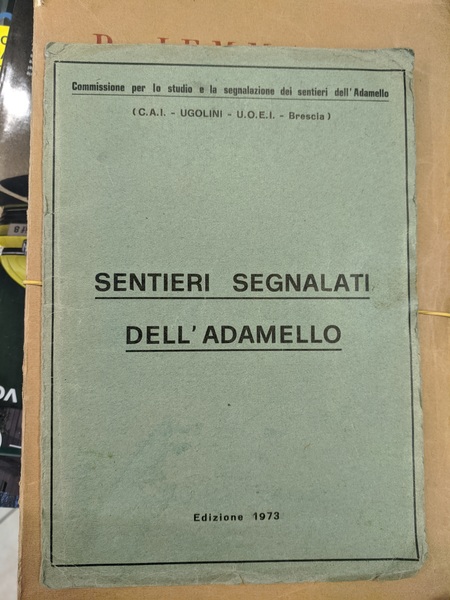 Commissione per lo studio e la segnalazione dei sentieri dell'Adamello
(C.A.I. - UGOLINI - U.O.E.I. - Brescia)
SENTIERI SEGNALATI
DELL'ADAMELLO
Edizione 1973